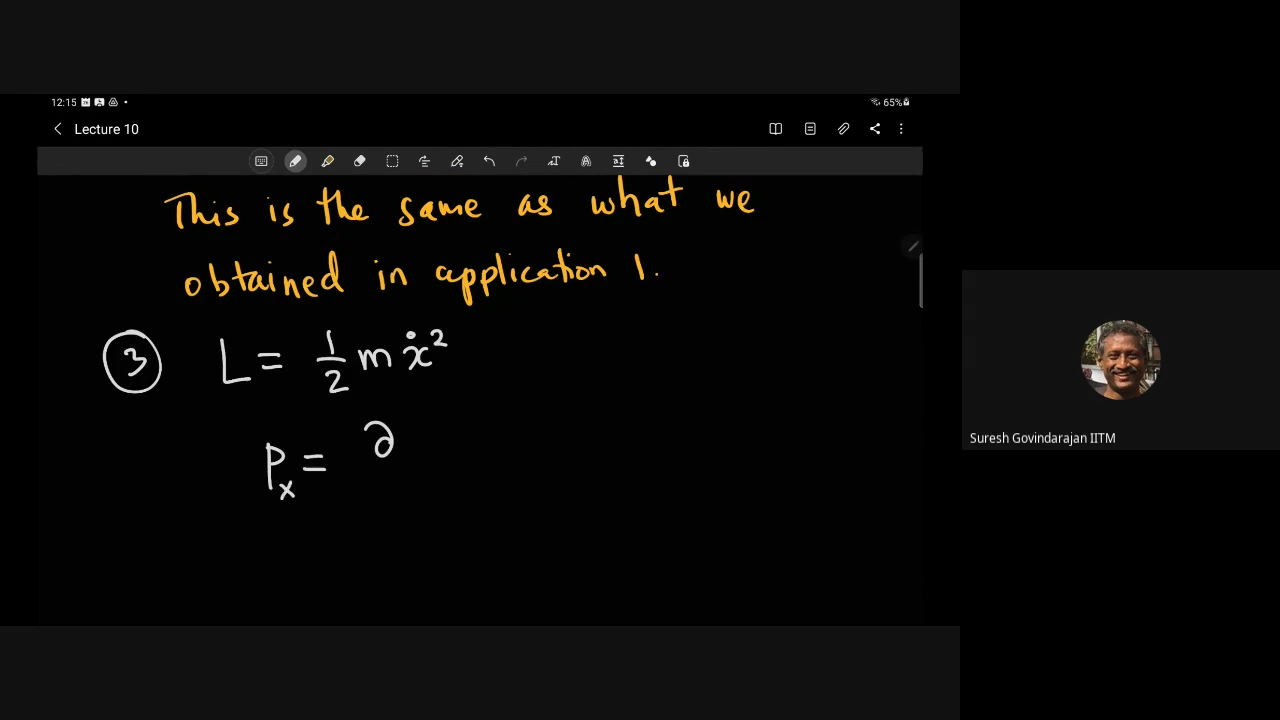 12:15
65%
Lecture 10
This is the same as what we
obtained in application 1.
③ L = 1/2 m ẋ²
Pₓ = ∂
Suresh Govindarajan IITM